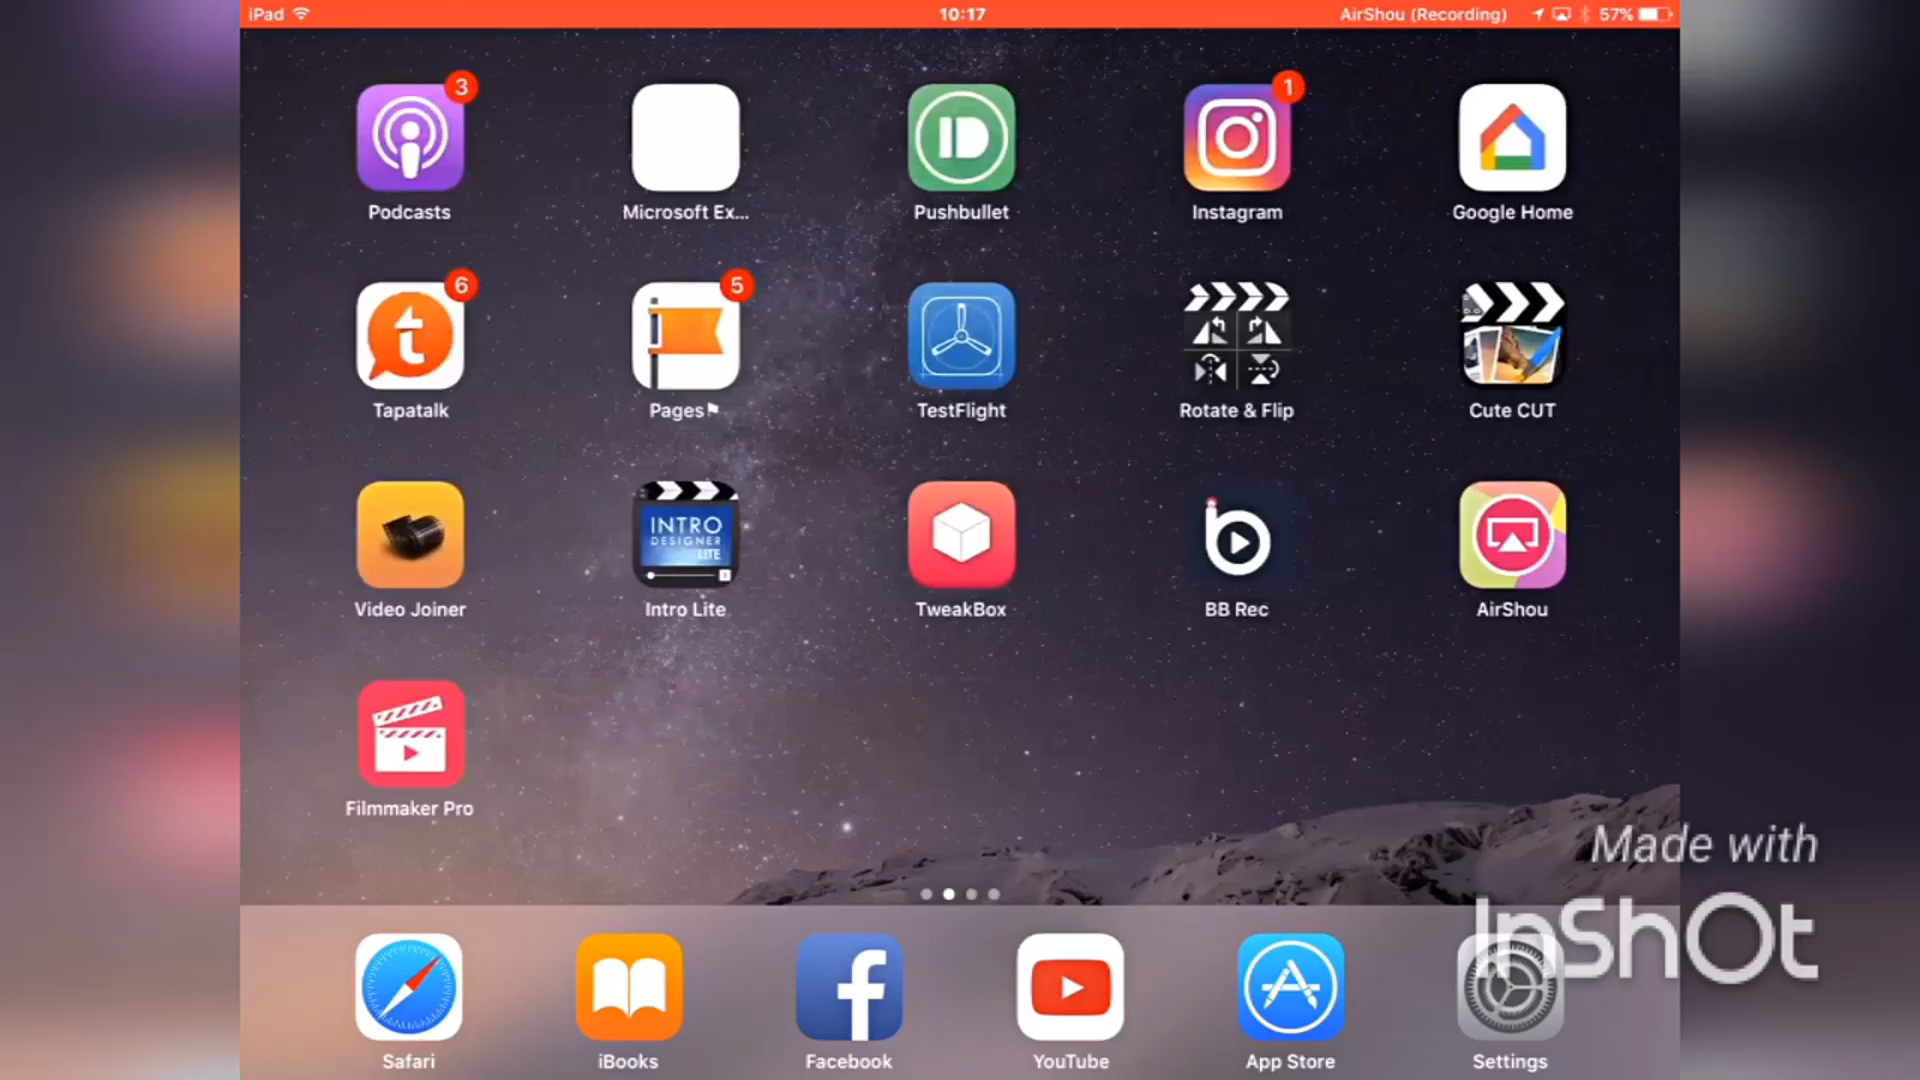 iPad 10:17 AirShou (Recording) 57%
3 1
Podcasts Microsoft Ex... Pushbullet Instagram Google Home
6 5
Tapatalk Pages TestFlight Rotate & Flip Cute CUT
INTRO
DESIGNER
LITE
Video Joiner Intro Lite TweakBox BB Rec AirShou
Filmmaker Pro
Made with
InShOt
Safari iBooks Facebook YouTube App Store Settings